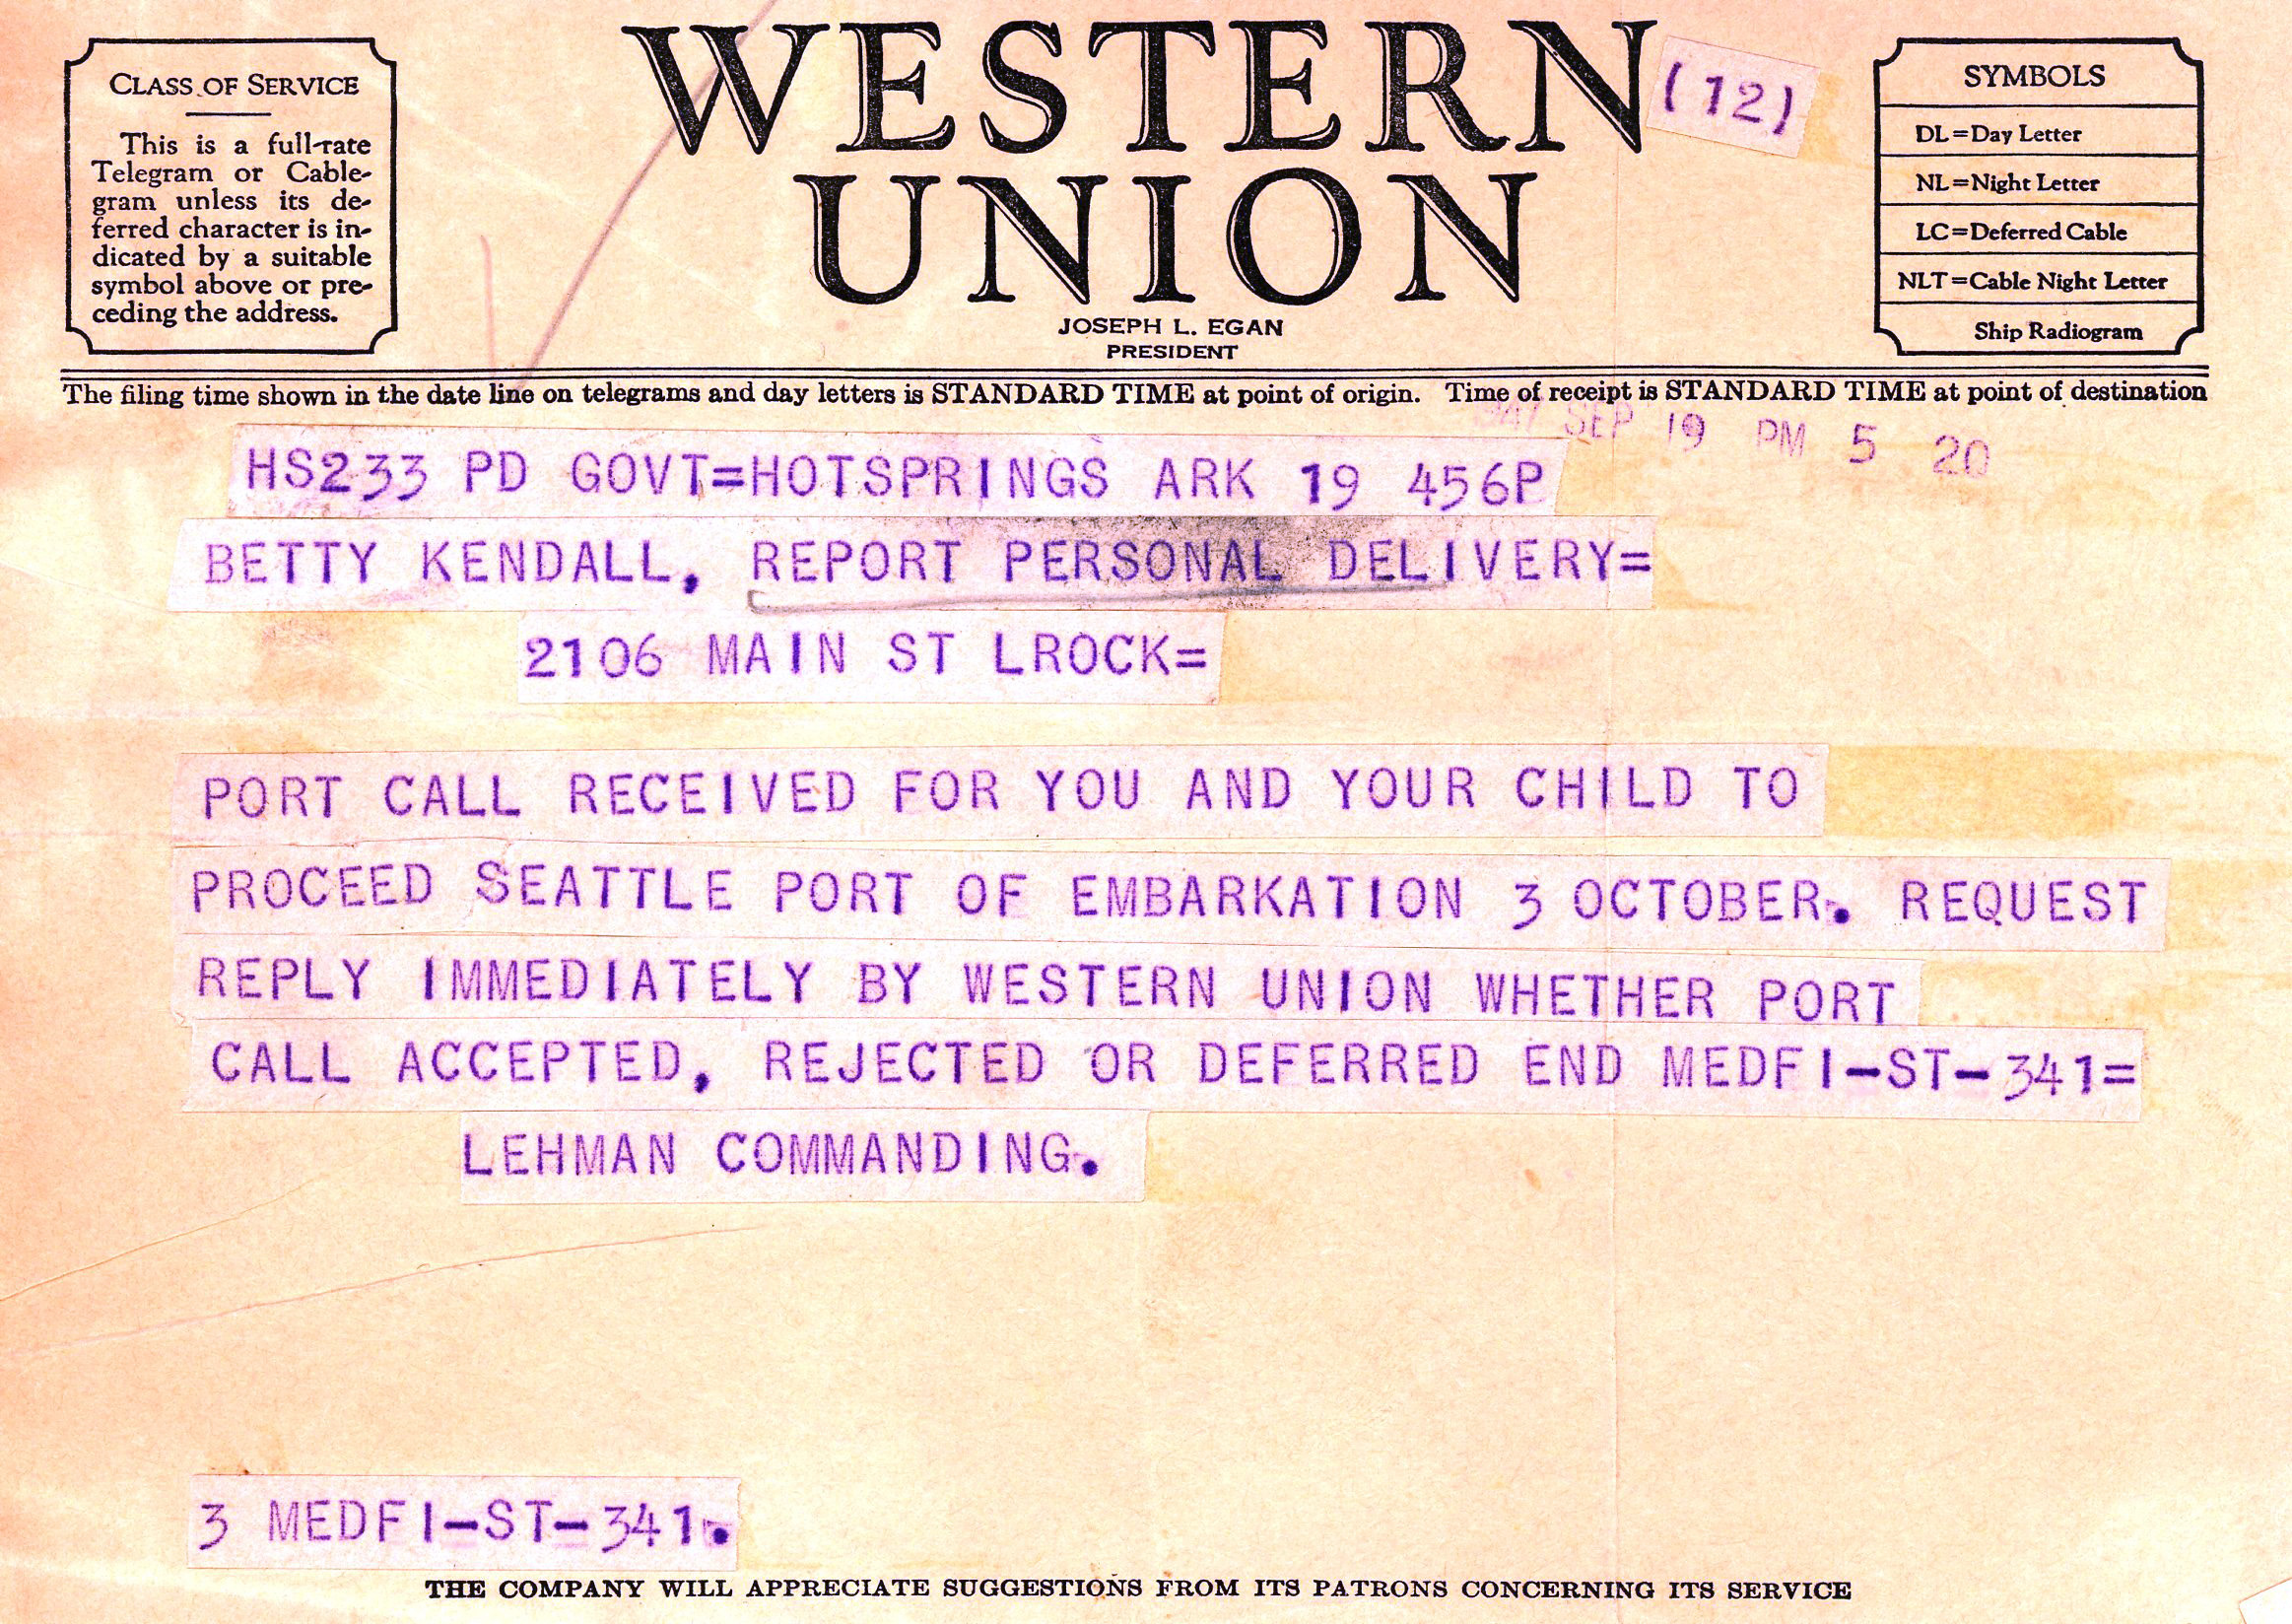 CLASS OF SERVICE
This is a full-rate
Telegram or Cable-
gram unless its de-
ferred character is in-
dicated by a suitable
symbol above or pre-
ceding the address.
WESTERN
UNION
(12)
JOSEPH L. EGAN
PRESIDENT
SYMBOLS
DL=Day Letter
NL=Night Letter
LC=Deferred Cable
NLT=Cable Night Letter
Ship Radiogram
The filing time shown in the date line on telegrams and day letters is STANDARD TIME at point of origin. Time of receipt is STANDARD TIME at point of destination
SEP 19 PM 5 20
HS233 PD GOVT=HOTSPRINGS ARK 19 456P
BETTY KENDALL, REPORT PERSONAL DELIVERY=
2106 MAIN ST LROCK=
PORT CALL RECEIVED FOR YOU AND YOUR CHILD TO
PROCEED SEATTLE PORT OF EMBARKATION 3 OCTOBER. REQUEST
REPLY IMMEDIATELY BY WESTERN UNION WHETHER PORT
CALL ACCEPTED, REJECTED OR DEFERRED END MEDFI-ST-341=
LEHMAN COMMANDING.
3 MEDFI-ST-341.
THE COMPANY WILL APPRECIATE SUGGESTIONS FROM ITS PATRONS CONCERNING ITS SERVICE